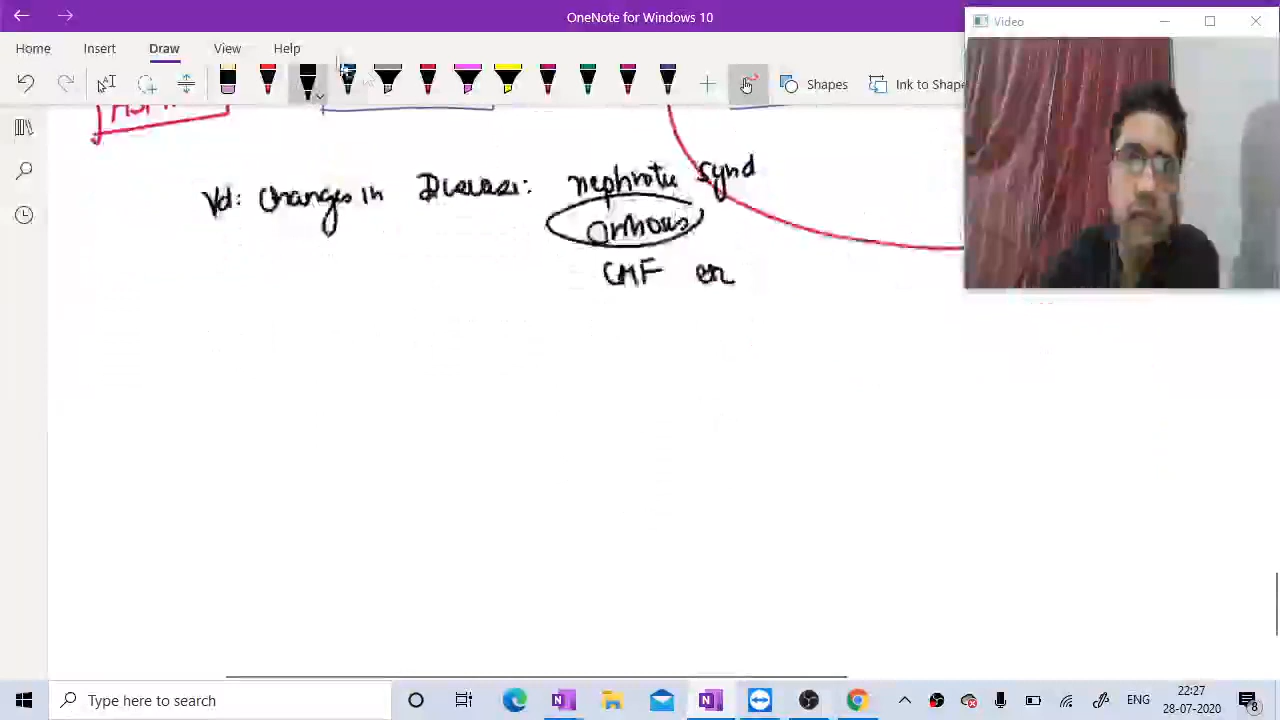 OneNote for Windows 10
Video
Home Insert Draw View Help
Shapes
Ink to Shape
Vd: Changes in Disease: nephrotic synd
CHF
Type here to search
ENG
22:27
28-07-2020
8